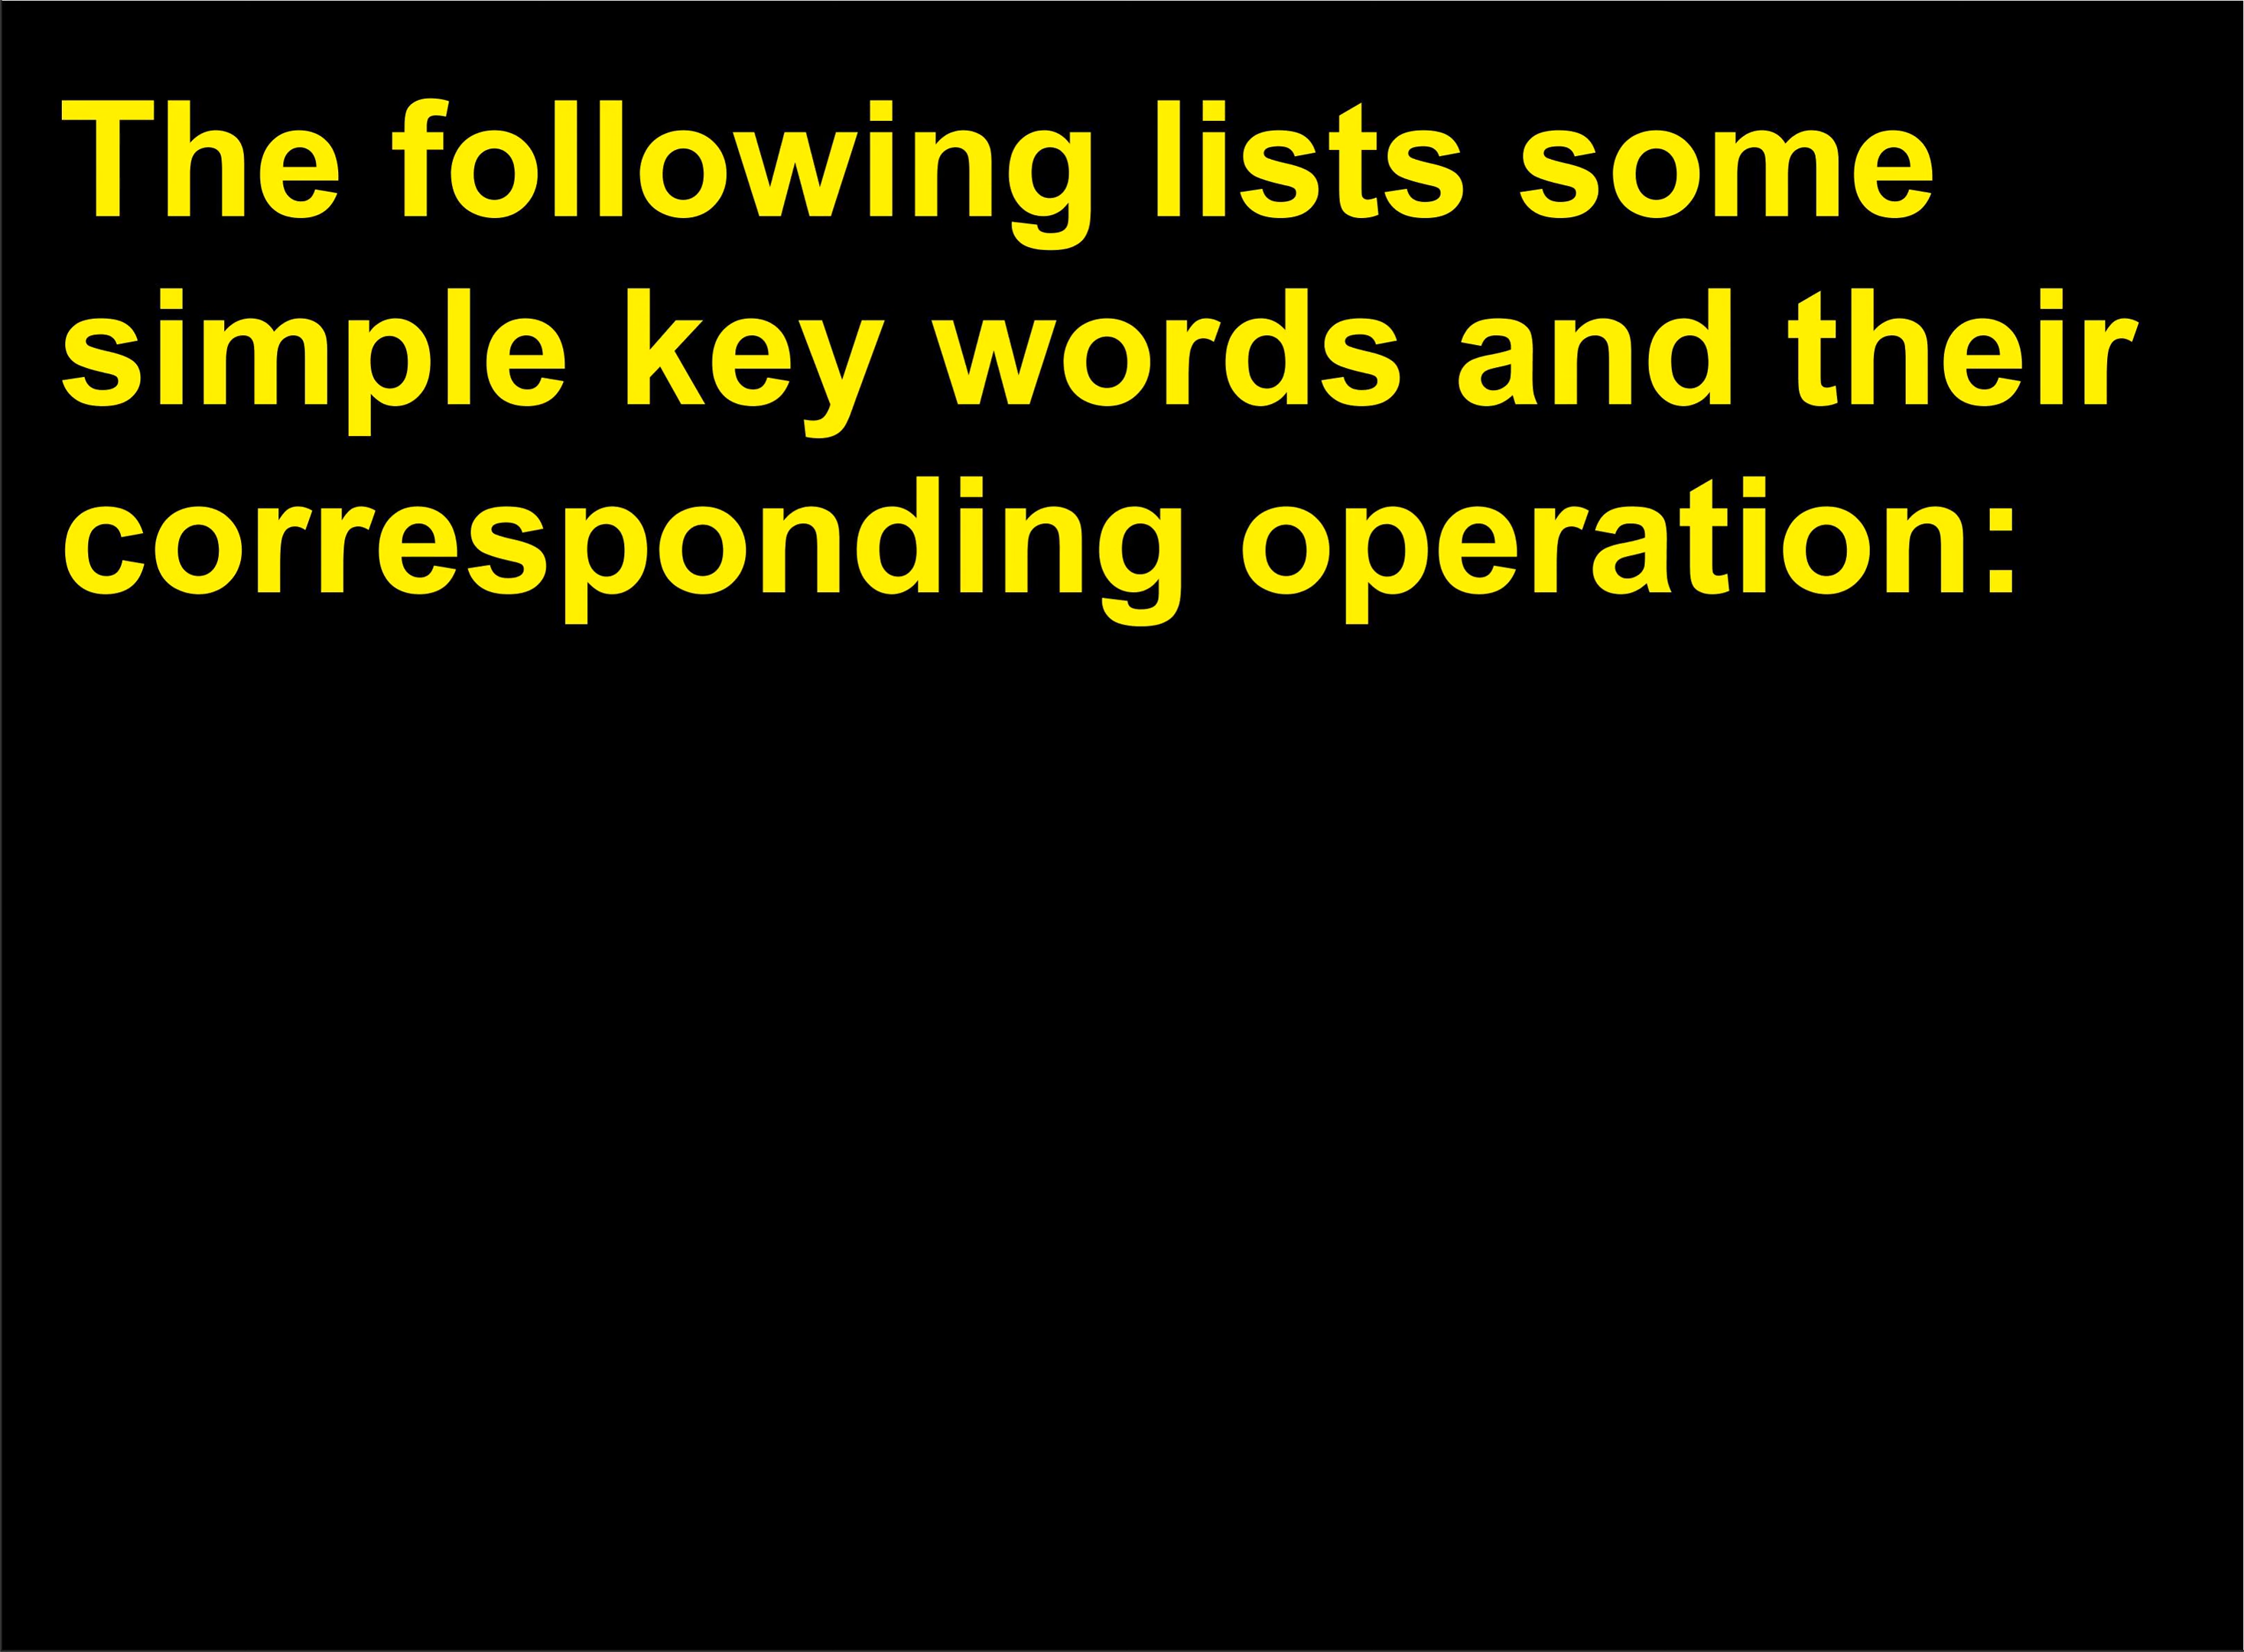 The following lists some
simple key words and their
corresponding operation: